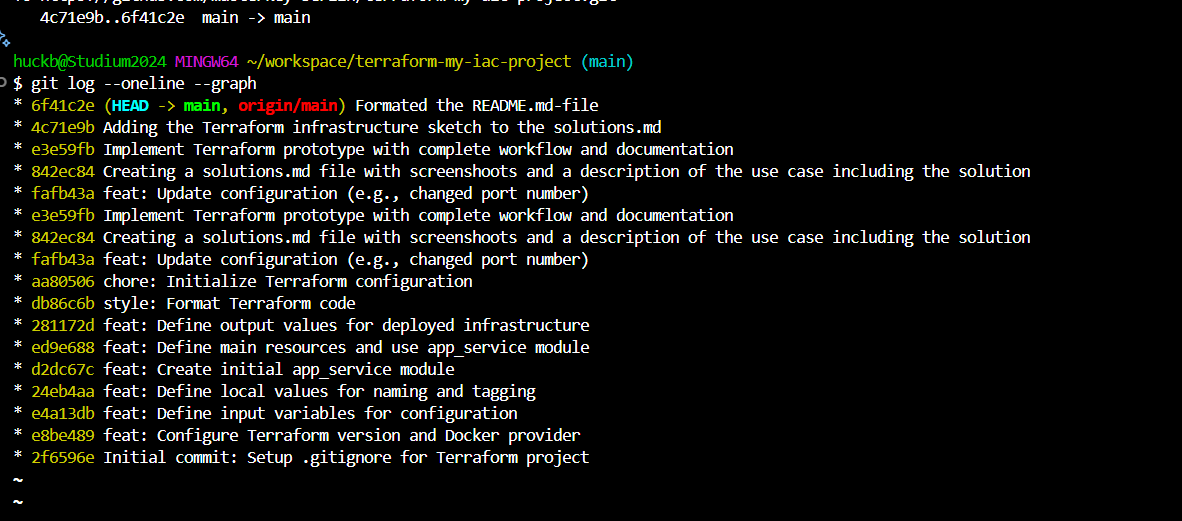 4c71e9b..6f41c2e  main -> main
huckb@Studium2024 MINGW64 ~/workspace/terraform-my-iac-project (main)
$ git log --oneline --graph
* 6f41c2e (HEAD -> main, origin/main) Formated the README.md-file
* 4c71e9b Adding the Terraform infrastructure sketch to the solutions.md
* e3e59fb Implement Terraform prototype with complete workflow and documentation
* 842ec84 Creating a solutions.md file with screenshoots and a description of the use case including the solution
* fafb43a feat: Update configuration (e.g., changed port number)
* e3e59fb Implement Terraform prototype with complete workflow and documentation
* 842ec84 Creating a solutions.md file with screenshoots and a description of the use case including the solution
* fafb43a feat: Update configuration (e.g., changed port number)
* aa80506 chore: Initialize Terraform configuration
* db86c6b style: Format Terraform code
* 281172d feat: Define output values for deployed infrastructure
* ed9e688 feat: Define main resources and use app_service module
* d2dc67c feat: Create initial app_service module
* 24eb4aa feat: Define local values for naming and tagging
* e4a13db feat: Define input variables for configuration
* e8be489 feat: Configure Terraform version and Docker provider
* 2f6596e Initial commit: Setup .gitignore for Terraform project
~
~